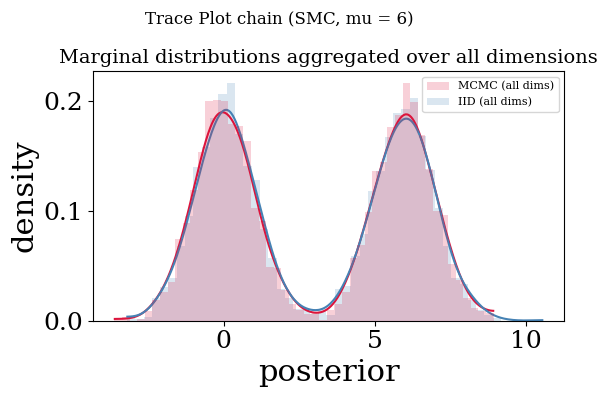 Trace Plot chain (SMC, mu = 6)
Marginal distributions aggregated over all dimensions
MCMC (all dims)
IID (all dims)
density
0.2
0.1
0.0
0
5
10
posterior